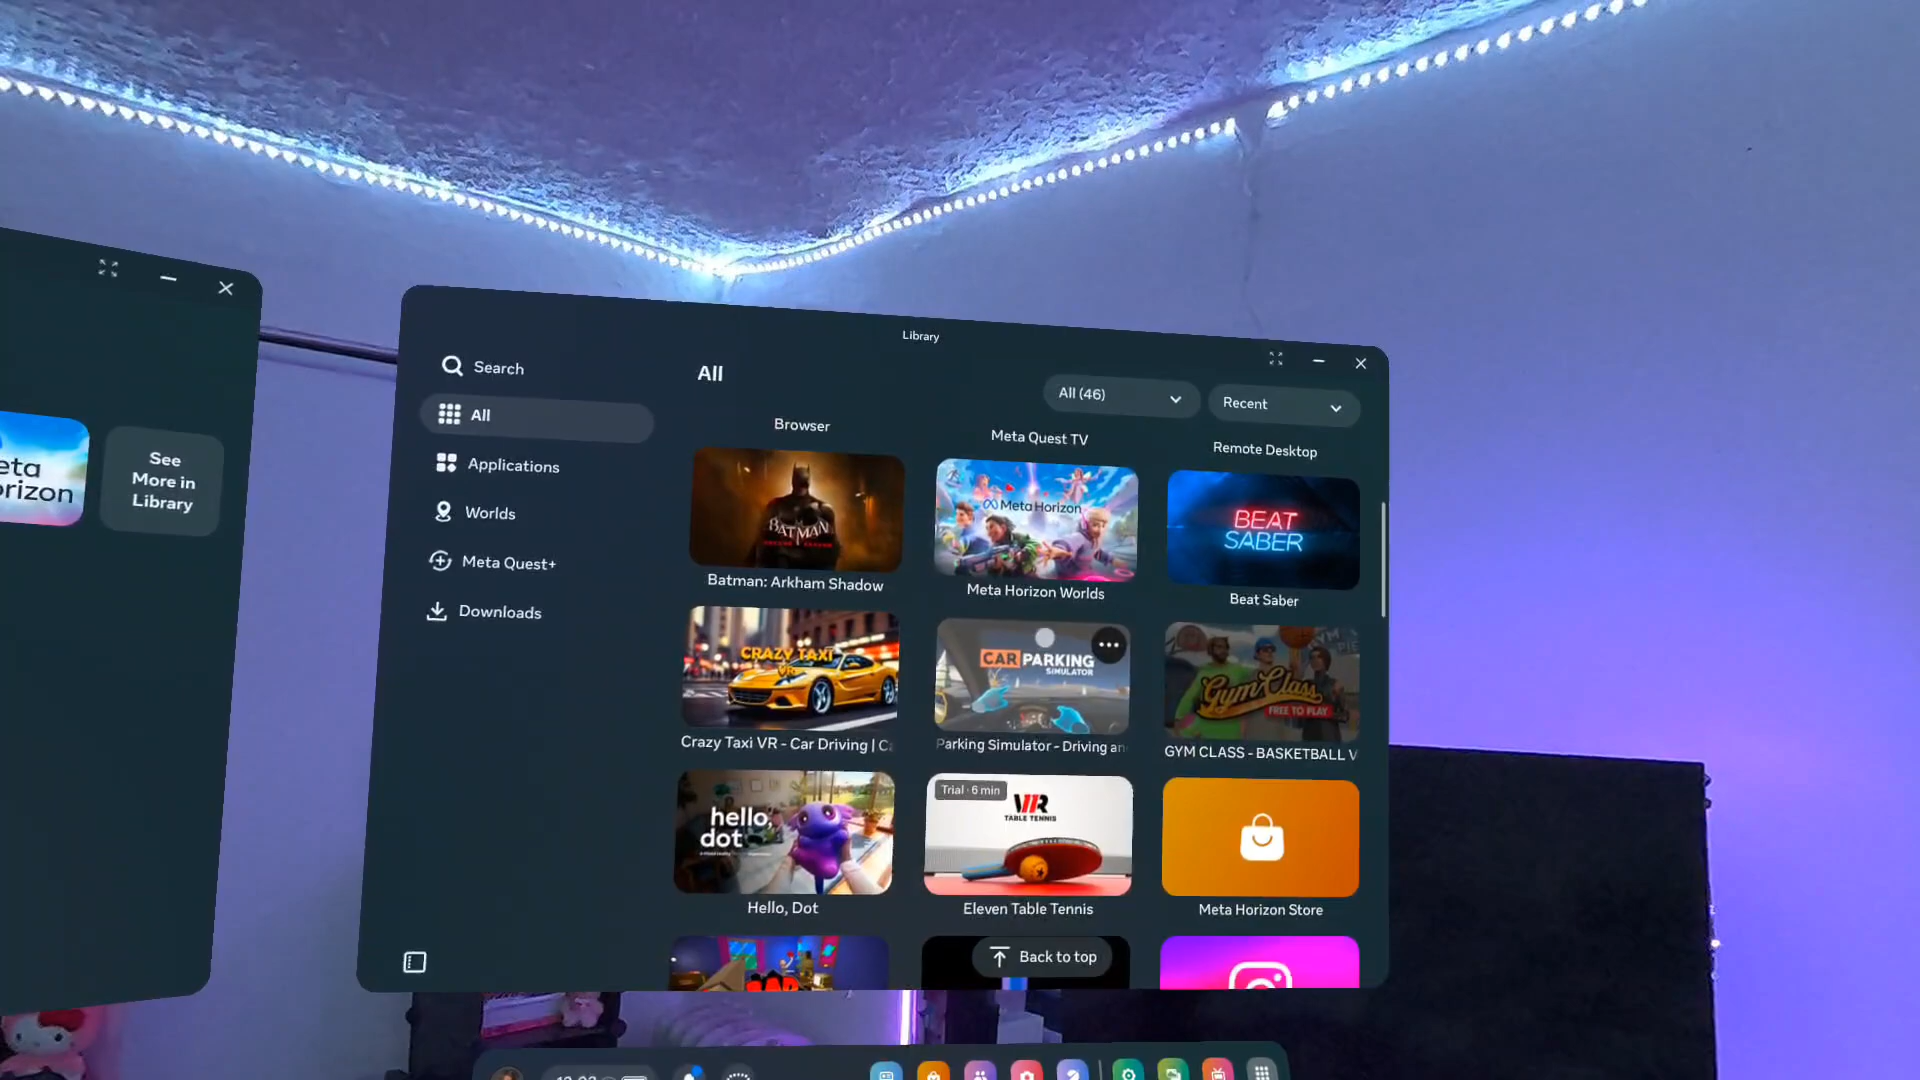 Library
Search
All
Applications
Worlds
Meta Quest+
Downloads
All
All (46)
Recent
See
More in
Library
Browser
Meta Quest TV
Remote Desktop
BATMAN
Batman: Arkham Shadow
Meta Horizon
Meta Horizon Worlds
BEAT
SABER
Beat Saber
CRAZY TAXI
VR
Crazy Taxi VR - Car Driving | C
CAR PARKING
SIMULATOR
Parking Simulator - Driving an
Gym Class
FREE TO PLAY
GYM CLASS - BASKETBALL V
hello,
dot
Hello, Dot
Trial · 6 min
VR
TABLE TENNIS
Eleven Table Tennis
Meta Horizon Store
Back to top